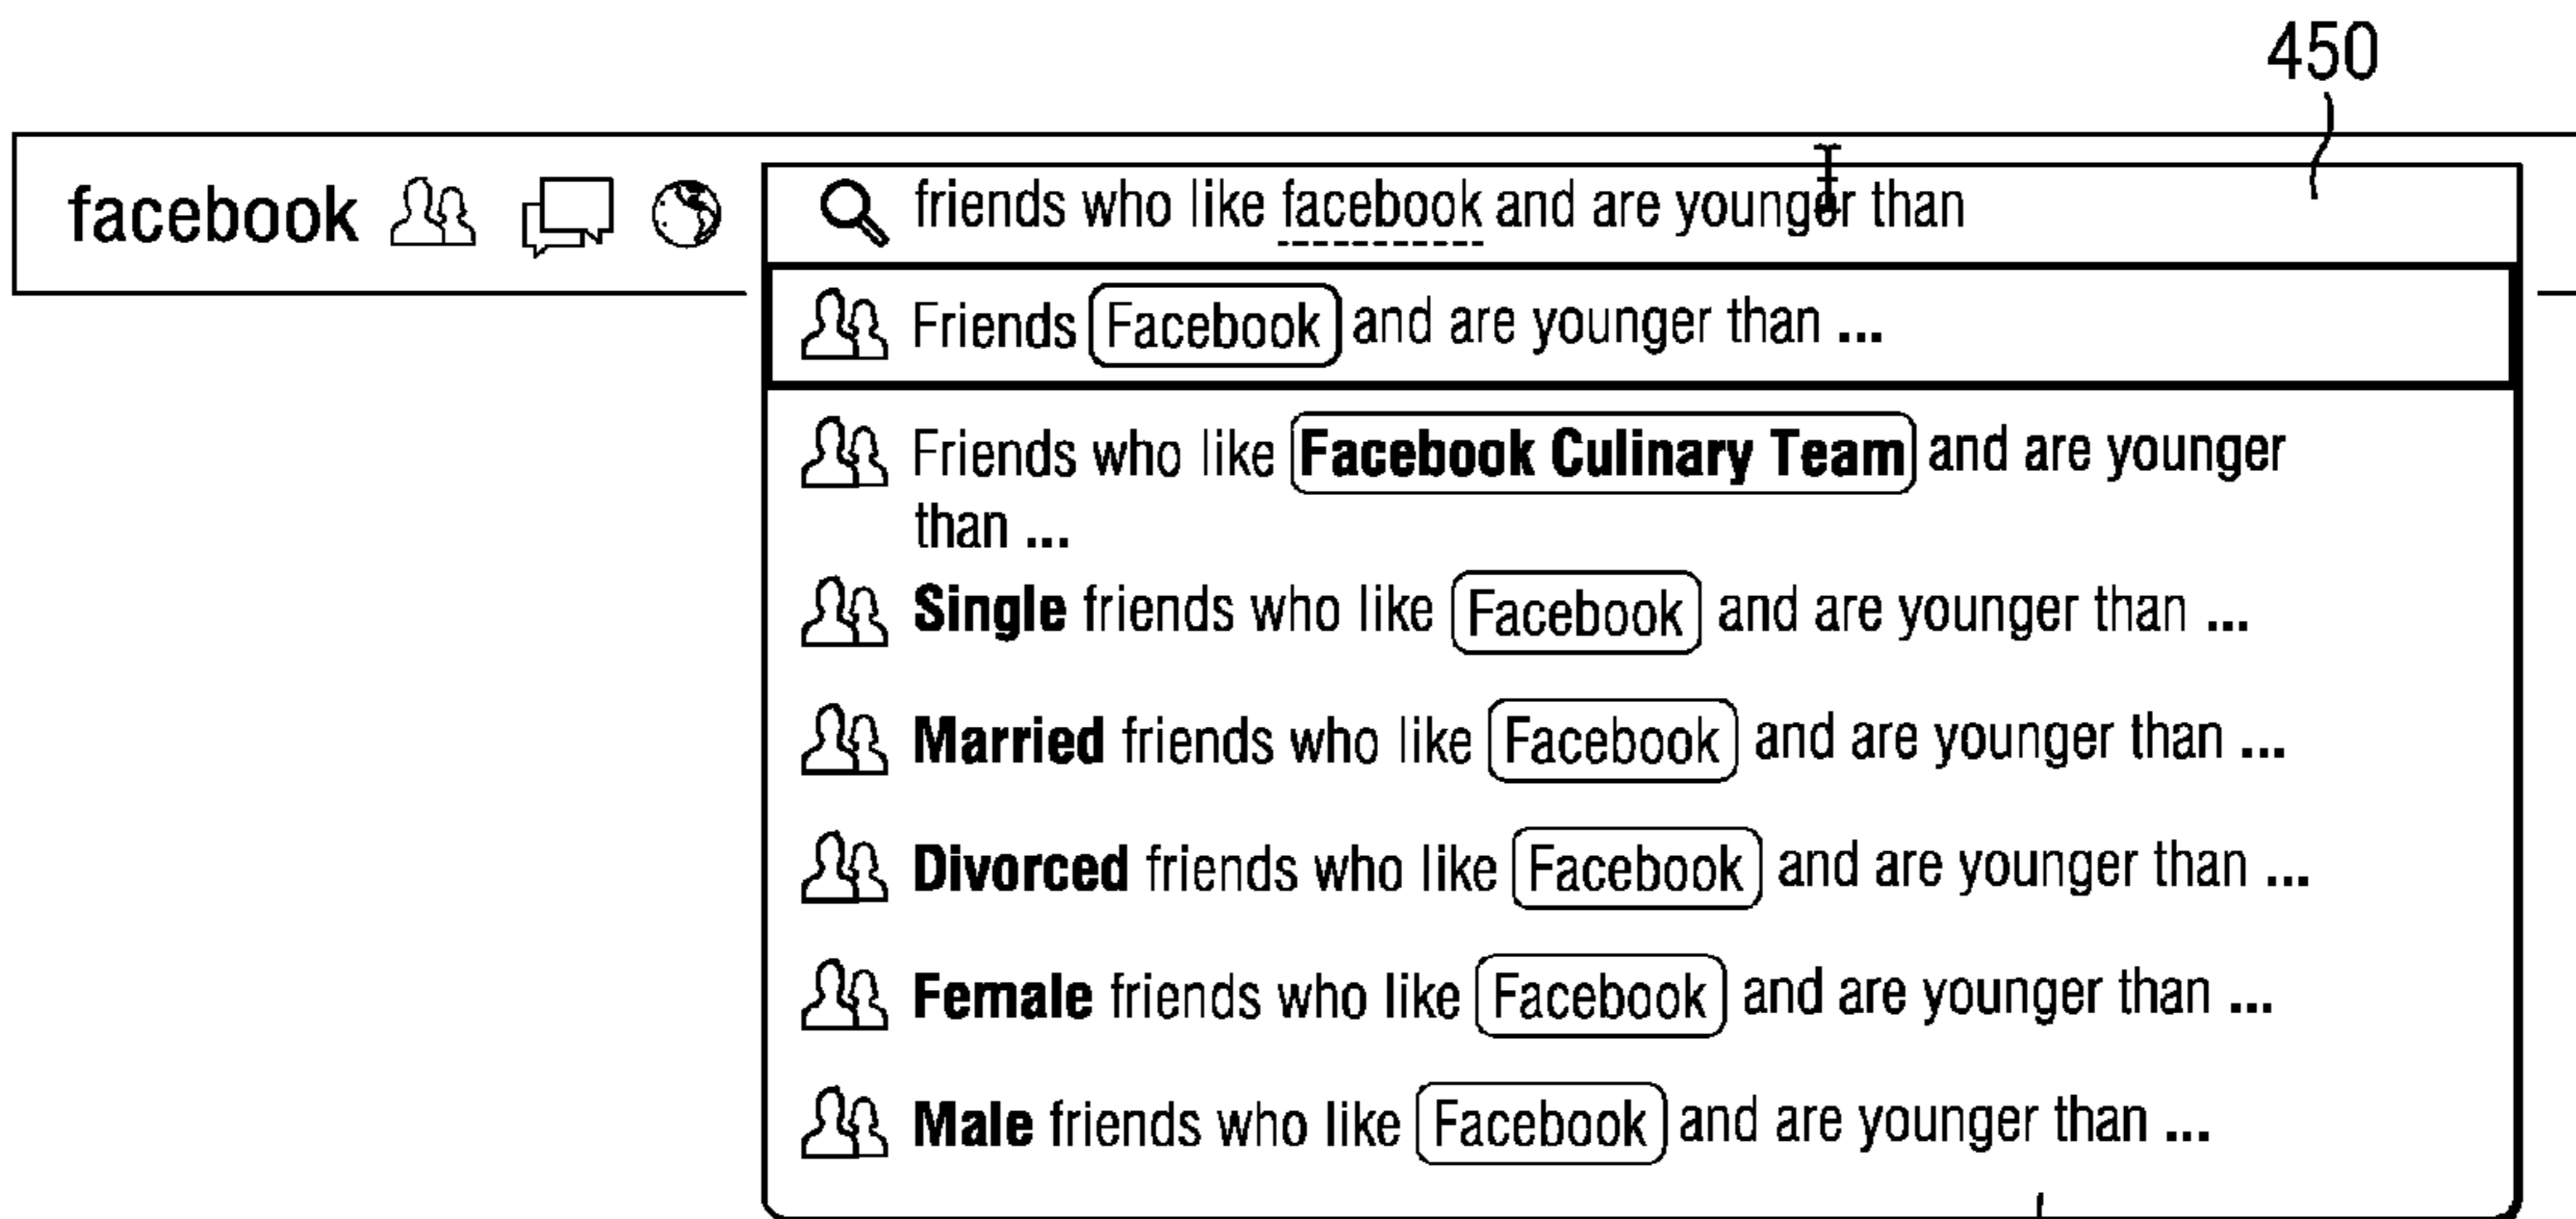 450
facebook
friends who like facebook and are younger than
Friends Facebook and are younger than ...
Friends who like Facebook Culinary Team and are younger
than ...
Single friends who like Facebook and are younger than ...
Married friends who like Facebook and are younger than ...
Divorced friends who like Facebook and are younger than ...
Female friends who like Facebook and are younger than ...
Male friends who like Facebook and are younger than ...